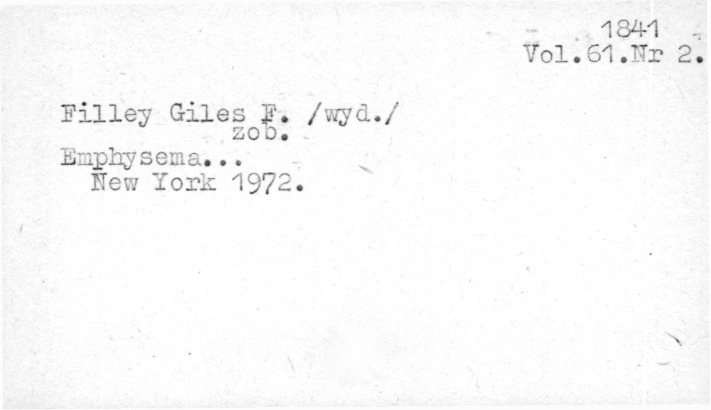 1841
Vol.61.Nr 2.
Filley Giles F. /wyd./
zob.
Emphysema...
New York 1972.